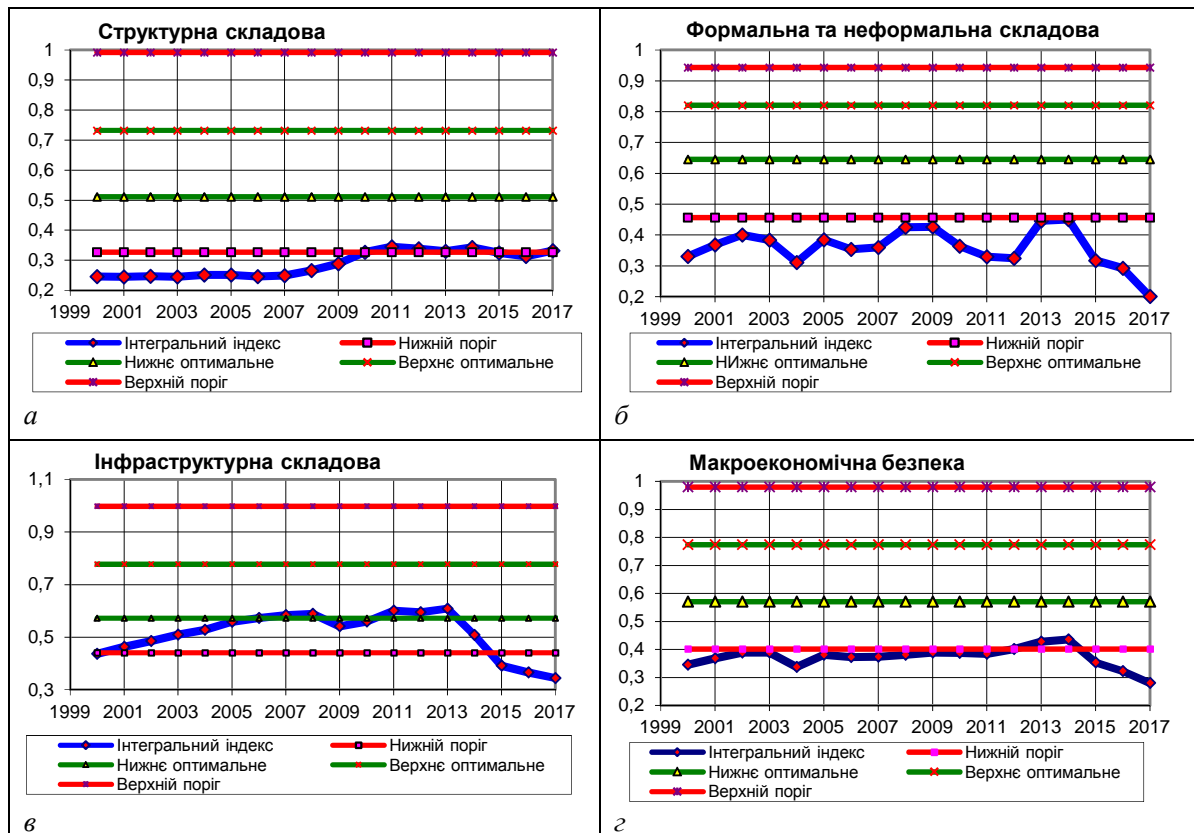 Структурна складова
1
0,9
0,8
0,7
0,6
0,5
0,4
0,3
0,2
1999 2001 2003 2005 2007 2009 2011 2013 2015 2017
Інтегральний індекс Нижній поріг
Нижнє оптимальне Верхнє оптимальне
Верхній поріг
а
Формальна та неформальна складова
1
0,9
0,8
0,7
0,6
0,5
0,4
0,3
0,2
1999 2001 2003 2005 2007 2009 2011 2013 2015 2017
Інтегральний індекс Нижній поріг
НИжнє оптимальне Верхнє оптимальне
Верхній поріг
б
Інфраструктурна складова
1,1
0,9
0,7
0,5
0,3
1999 2001 2003 2005 2007 2009 2011 2013 2015 2017
Інтегральний індекс Нижній поріг
Нижнє оптимальне Верхнє оптимальне
Верхній поріг
в
Макроекономічна безпека
1
0,9
0,8
0,7
0,6
0,5
0,4
0,3
0,2
1999 2001 2003 2005 2007 2009 2011 2013 2015 2017
Інтегральний індекс Нижній поріг
Нижнє оптимальне Верхнє оптимальне
Верхній поріг
г